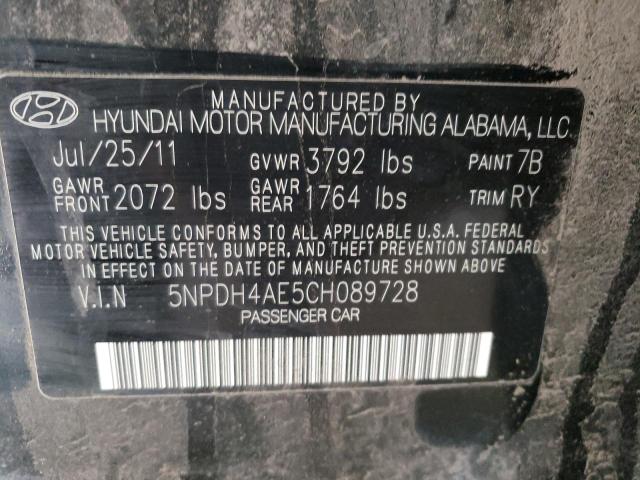 MANUFACTURED BY
HYUNDAI MOTOR MANUFACTURING ALABAMA, LLC
Jul/25/11 GVWR 3792 lbs PAINT 7B
GAWR FRONT 2072 lbs GAWR REAR 1764 lbs TRIM RY
THIS VEHICLE CONFORMS TO ALL APPLICABLE U.S.A. FEDERAL
MOTOR VEHICLE SAFETY, BUMPER, AND THEFT PREVENTION STANDARDS
IN EFFECT ON THE DATE OF MANUFACTURE SHOWN ABOVE
V.I.N 5NPDH4AE5CH089728
PASSENGER CAR